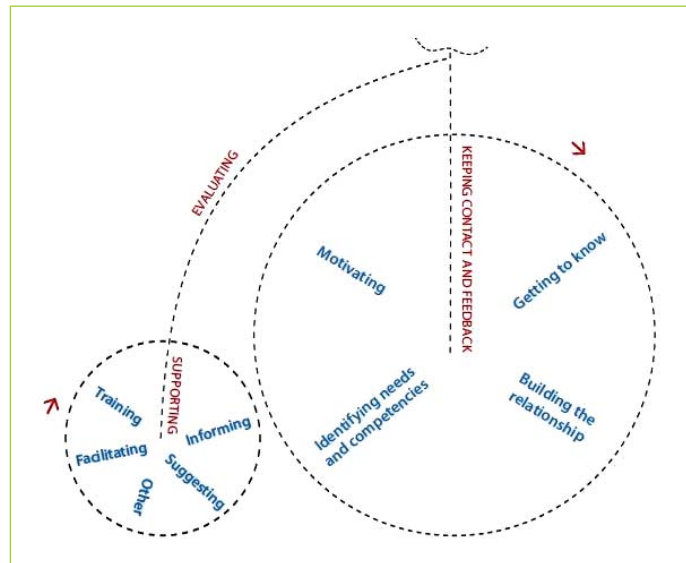 EVALUATING
KEEPING CONTACT AND FEEDBACK
Motivating
Getting to know
Identifying needs
and competencies
Building the
relationship
SUPPORTING
Training
Informing
Facilitating
Suggesting
Other